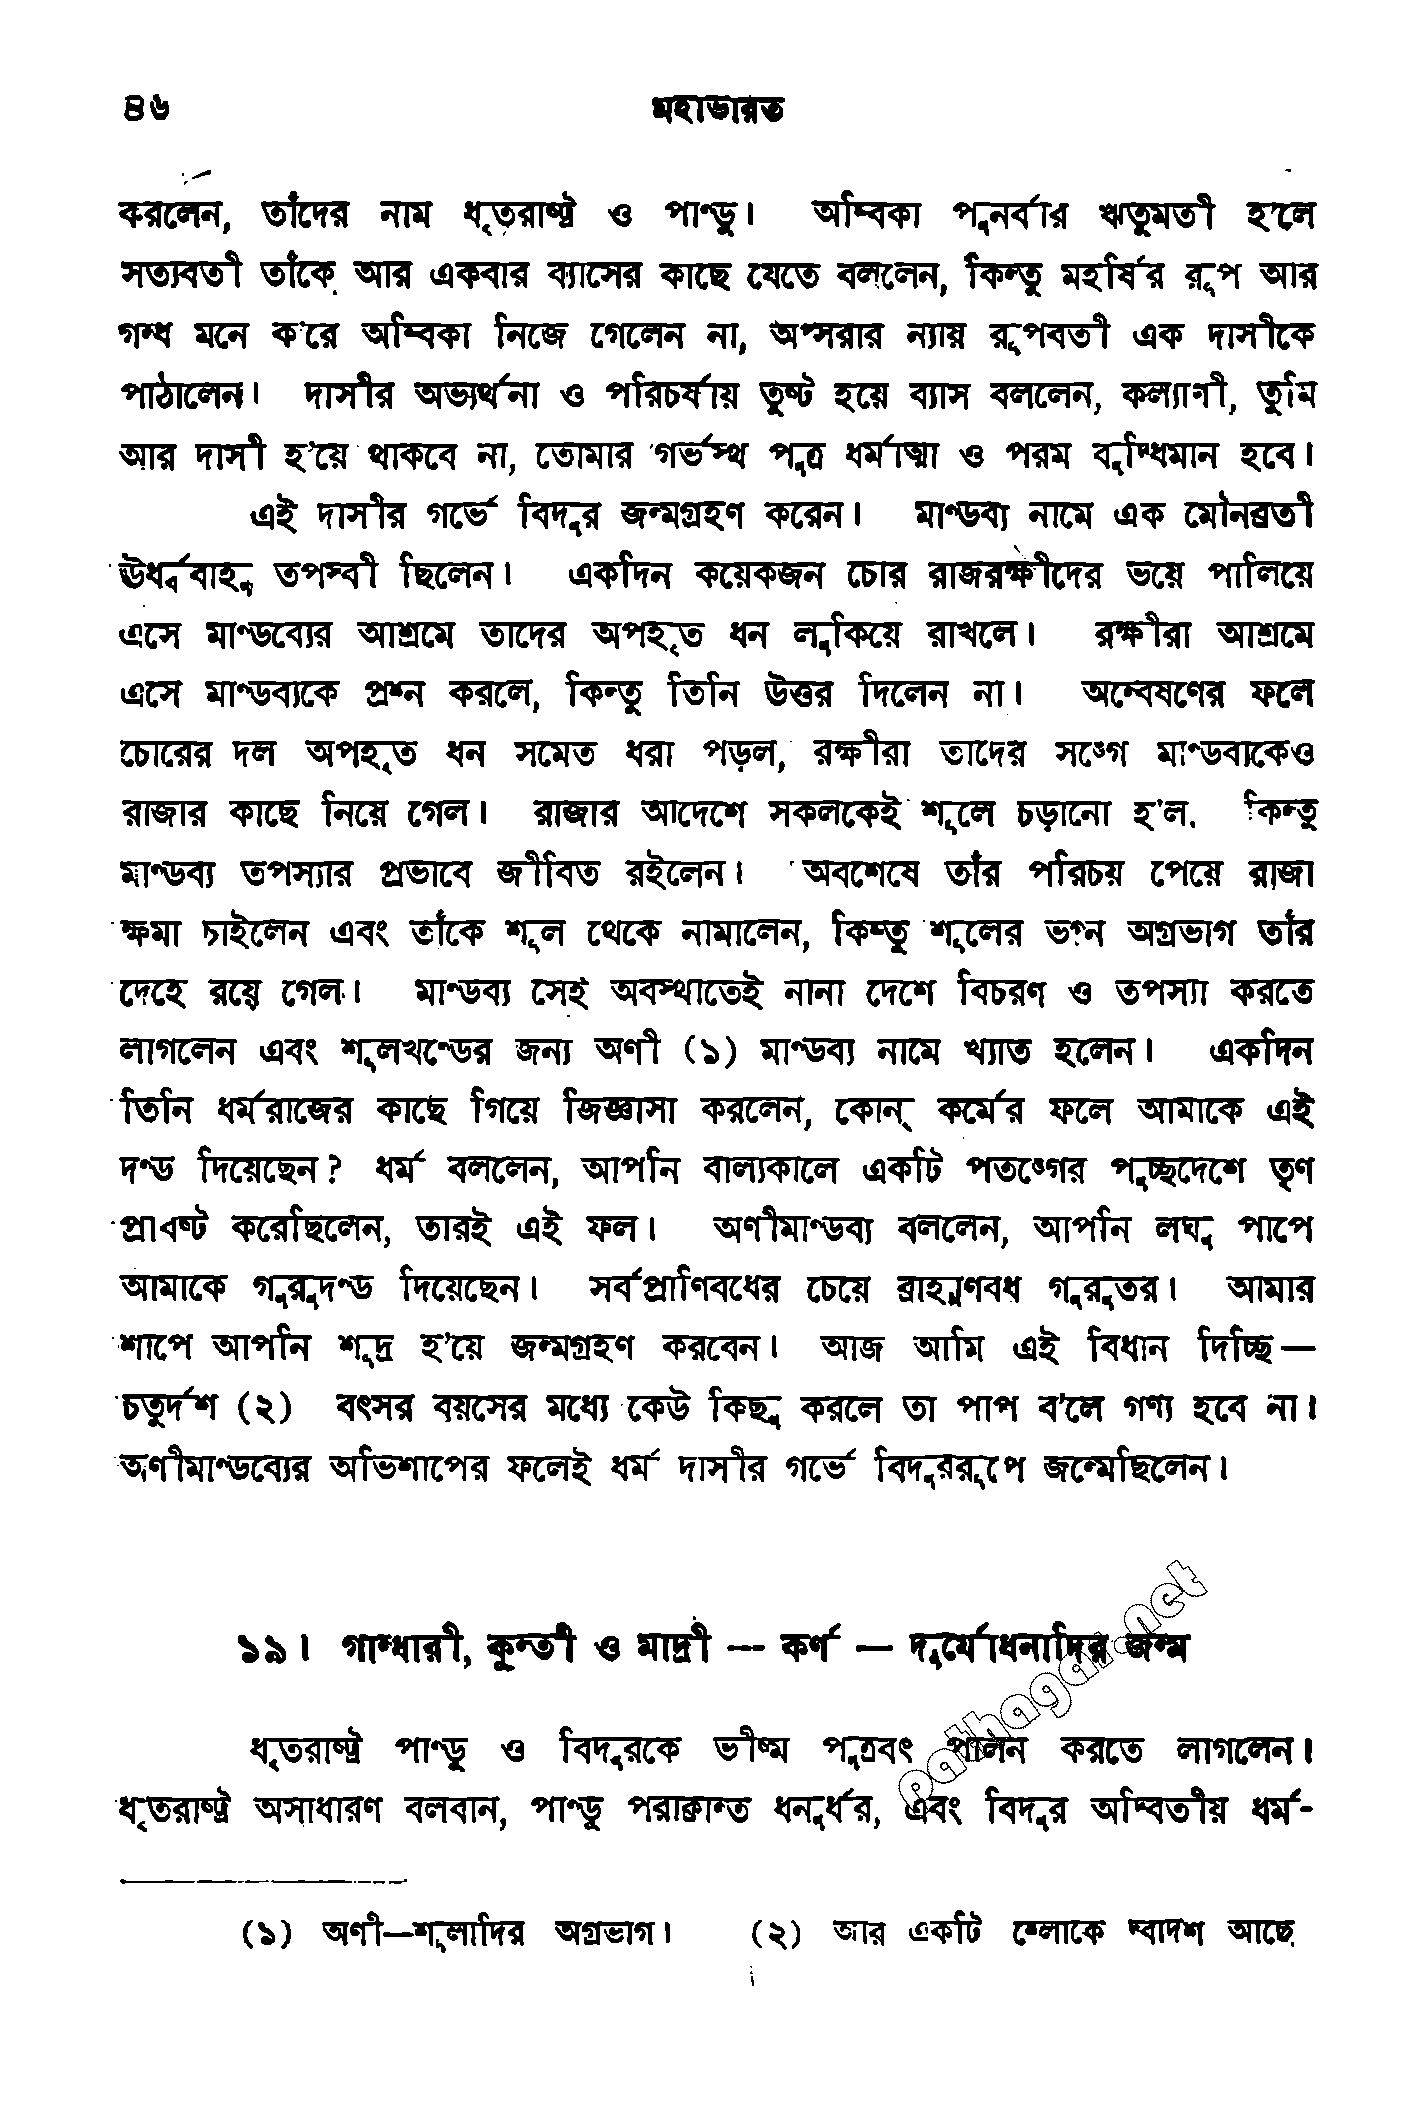 ৪৬ মহাভারত
করলেন, তাঁদের নাম ধৃতরাষ্ট্র ও পাণ্ডু। অম্বিকা পুনর্বার ঋতুমতী হ'লে
সত্যবতী তাঁকে আর একবার ব্যাসের কাছে যেতে বললেন, কিন্তু মহর্ষির রূপ আর
গন্ধ মনে ক'রে অম্বিকা নিজে গেলেন না, অপ্সরার ন্যায় রূপবতী এক দাসীকে
পাঠালেন। দাসীর অভ্যর্থনা ও পরিচর্যায় তুষ্ট হয়ে ব্যাস বললেন, কল্যাণী, তুমি
আর দাসী হ'য়ে থাকবে না, তোমার গর্ভস্থ পুত্র ধর্মাত্মা ও পরম বুদ্ধিমান হবে।
এই দাসীর গর্ভে বিদুর জন্মগ্রহণ করেন। মাণ্ডব্য নামে এক মৌনব্রতী
ঊর্ধ্ববাহু তপস্বী ছিলেন। একদিন কয়েকজন চোর রাজরক্ষীদের ভয়ে পালিয়ে
এসে মাণ্ডব্যের আশ্রমে তাদের অপহৃত ধন লুকিয়ে রাখলে। রক্ষীরা আশ্রমে
এসে মাণ্ডব্যকে প্রশ্ন করলে, কিন্তু তিনি উত্তর দিলেন না। অন্বেষণের ফলে
চোরের দল অপহৃত ধন সমেত ধরা পড়ল, রক্ষীরা তাদের সঙ্গে মাণ্ডব্যকেও
রাজার কাছে নিয়ে গেল। রাজার আদেশে সকলকেই শূলে চড়ানো হ'ল. কিন্তু
মাণ্ডব্য তপস্যার প্রভাবে জীবিত রইলেন। অবশেষে তাঁর পরিচয় পেয়ে রাজা
ক্ষমা চাইলেন এবং তাঁকে শূল থেকে নামালেন, কিন্তু শূলের ভগ্ন অগ্রভাগ তাঁর
দেহে রয়ে গেল। মাণ্ডব্য সেই অবস্থাতেই নানা দেশে বিচরণ ও তপস্যা করতে
লাগলেন এবং শূলখণ্ডের জন্য অণী (১) মাণ্ডব্য নামে খ্যাত হলেন। একদিন
তিনি ধর্মরাজের কাছে গিয়ে জিজ্ঞাসা করলেন, কোন্ কর্মের ফলে আমাকে এই
দণ্ড দিয়েছেন? ধর্ম বললেন, আপনি বাল্যকালে একটি পতঙ্গের পুচ্ছদেশে তৃণ
প্রবিষ্ট করেছিলেন, তারই এই ফল। অণীমাণ্ডব্য বললেন, আপনি লঘু পাপে
আমাকে গুরুদণ্ড দিয়েছেন। সর্বপ্রাণিবধের চেয়ে ব্রাহ্মণবধ গুরুতর। আমার
শাপে আপনি শূদ্র হ'য়ে জন্মগ্রহণ করবেন। আজ আমি এই বিধান দিচ্ছি—
চতুর্দশ (২) বৎসর বয়সের মধ্যে কেউ কিছু করলে তা পাপ ব'লে গণ্য হবে না।
অণীমাণ্ডব্যের অভিশাপের ফলেই ধর্ম দাসীর গর্ভে বিদুররূপে জন্মেছিলেন।
১৯। গান্ধারী, কুন্তী ও মাদ্রী -- কর্ণ — দুর্যোধনাদির জন্ম
ধৃতরাষ্ট্র পাণ্ডু ও বিদুরকে ভীষ্ম পুত্রবৎ পালন করতে লাগলেন।
ধৃতরাষ্ট্র অসাধারণ বলবান, পাণ্ডু পরাক্রান্ত ধনুর্ধর, এবং বিদুর অদ্বিতীয় ধর্ম-
(১) অণী—শূলাদির অগ্রভাগ। (২) আর একটি শ্লোকে দ্বাদশ আছে.
pathagar.net